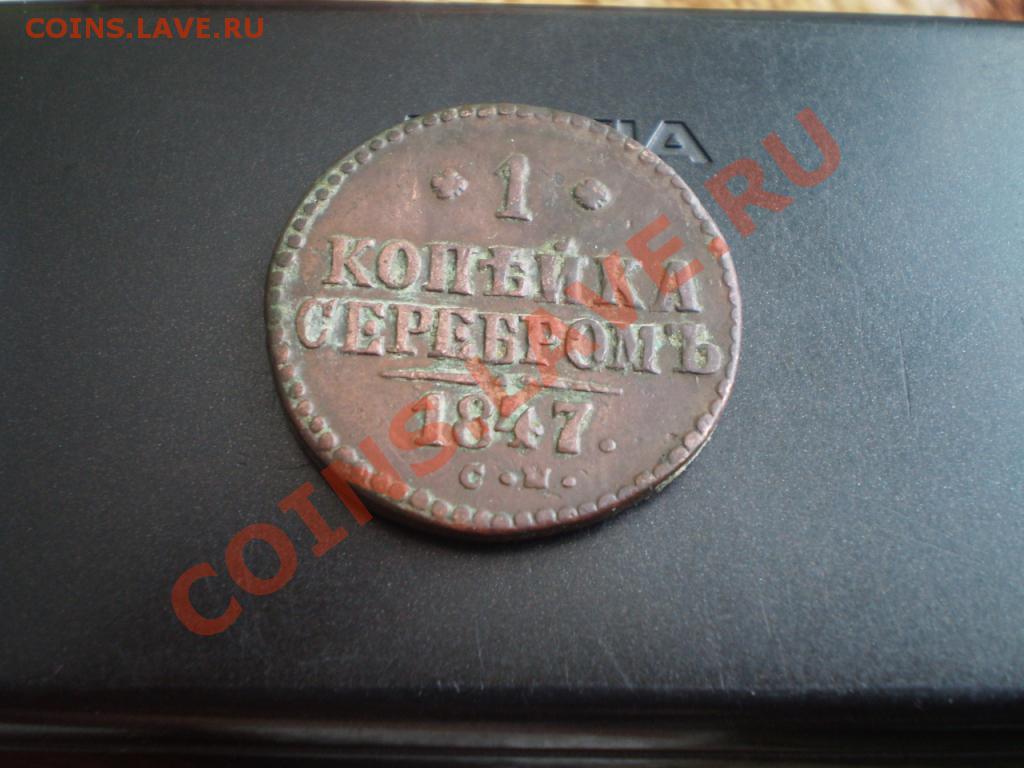 COINS.LAVE.RU
1
КОПѢЙКА
СЕРЕБРОМЪ
1847.
С.М.
COINS.LAVE.RU